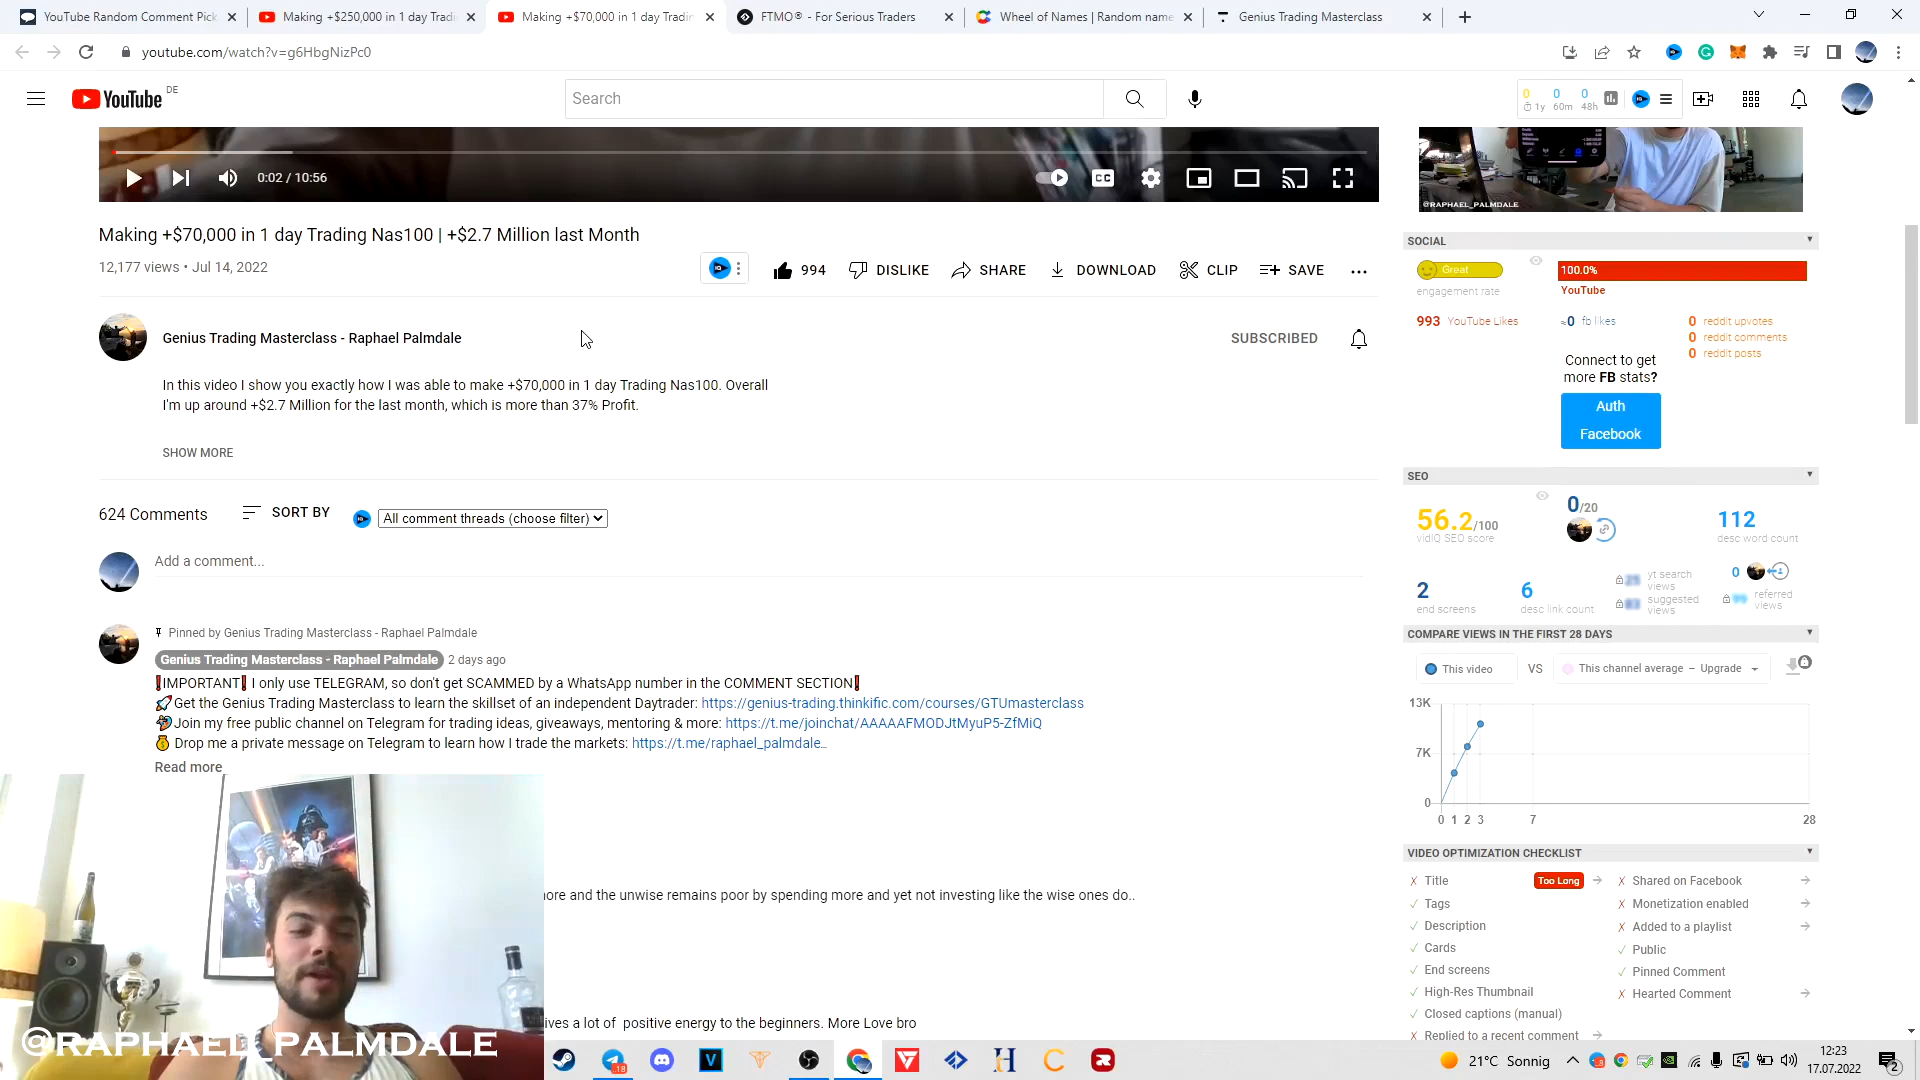 YouTube Random Comment Pick
Making +$250,000 in 1 day Tradi
Making +$70,000 in 1 day Tradin
FTMO® - For Serious Traders
Wheel of Names | Random name
Genius Trading Masterclass
youtube.com/watch?v=g6HbgNizPc0
YouTube DE
Search
0 0 0
1y 60m 48h
0:02 / 10:56
CC
@RAPHAEL_PALMDALE
Making +$70,000 in 1 day Trading Nas100 | +$2.7 Million last Month
12,177 views • Jul 14, 2022
994 DISLIKE SHARE DOWNLOAD CLIP SAVE
Genius Trading Masterclass - Raphael Palmdale
SUBSCRIBED
In this video I show you exactly how I was able to make +$70,000 in 1 day Trading Nas100. Overall
I'm up around +$2.7 Million for the last month, which is more than 37% Profit.
SHOW MORE
624 Comments SORT BY All comment threads (choose filter)
Add a comment...
Pinned by Genius Trading Masterclass - Raphael Palmdale
Genius Trading Masterclass - Raphael Palmdale 2 days ago
❗IMPORTANT❗ I only use TELEGRAM, so don't get SCAMMED by a WhatsApp number in the COMMENT SECTION❗
🚀Get the Genius Trading Masterclass to learn the skillset of an independent Daytrader: https://genius-trading.thinkific.com/courses/GTUmasterclass
Join my free public channel on Telegram for trading ideas, giveaways, mentoring & more: https://t.me/joinchat/AAAAAFMODJtMyuP5-ZfMiQ
💰 Drop me a private message on Telegram to learn how I trade the markets: https://t.me/raphael_palmdale...
Read more
ore and the unwise remains poor by spending more and yet not investing like the wise ones do..
ives a lot of positive energy to the beginners. More Love bro
@RAPHAEL_PALMDALE
SOCIAL
Great
engagement rate
100.0%
YouTube
993 YouTube Likes
≈0 fb likes
0 reddit upvotes
0 reddit comments
0 reddit posts
Connect to get
more FB stats?
Auth
Facebook
SEO
56.2/100
vidIQ SEO score
0/20
112
desc word count
2
end screens
6
desc link count
yt search
views
suggested
views
0
referred
views
COMPARE VIEWS IN THE FIRST 28 DAYS
This video VS This channel average – Upgrade
13K
7K
0
0 1 2 3 7 28
VIDEO OPTIMIZATION CHECKLIST
Title Too Long
Tags
Description
Cards
End screens
High-Res Thumbnail
Closed captions (manual)
Replied to a recent comment
Shared on Facebook
Monetization enabled
Added to a playlist
Public
Pinned Comment
Hearted Comment
18
21°C Sonnig
12:23
17.07.2022
2